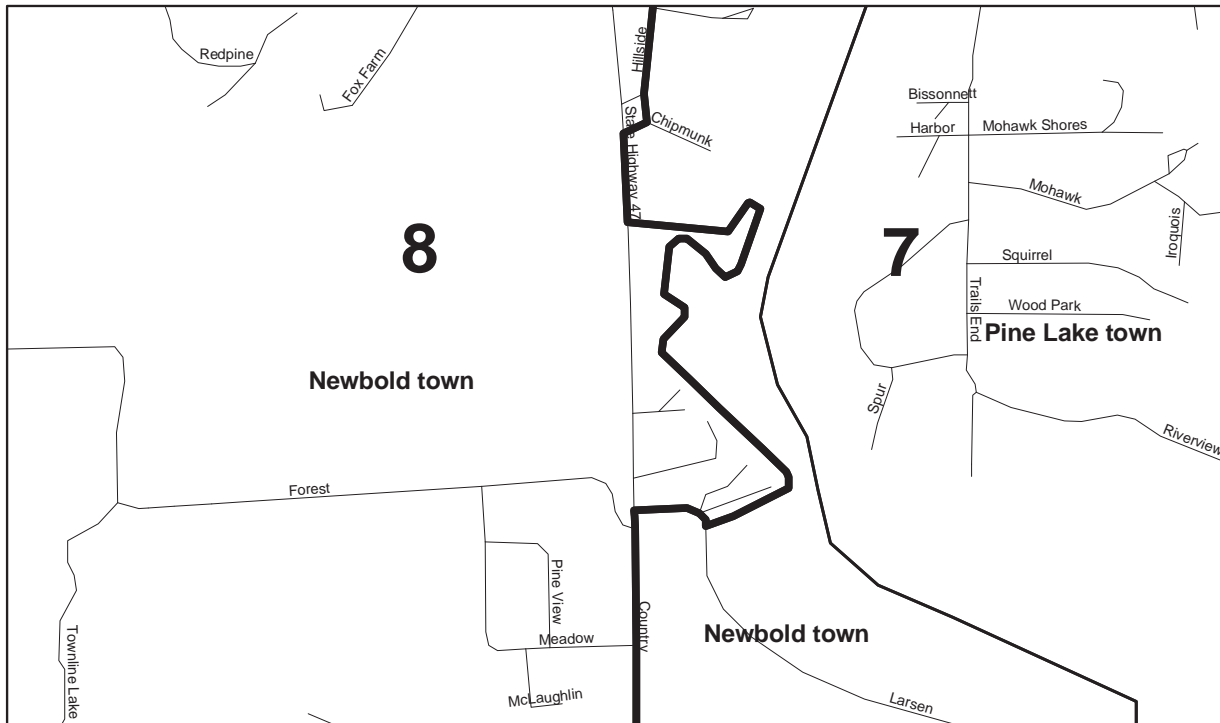 Redpine
Fox Farm
Hillside
State Highway 47
Chipmunk
Bissonnett
Harbor
Mohawk Shores
Mohawk
Iroquois
8
7
Squirrel
Trails End
Wood Park
Pine Lake town
Newbold town
Spur
Riverview
Forest
Pine View
Country
Meadow
Newbold town
Townline Lake
McLaughlin
Larsen